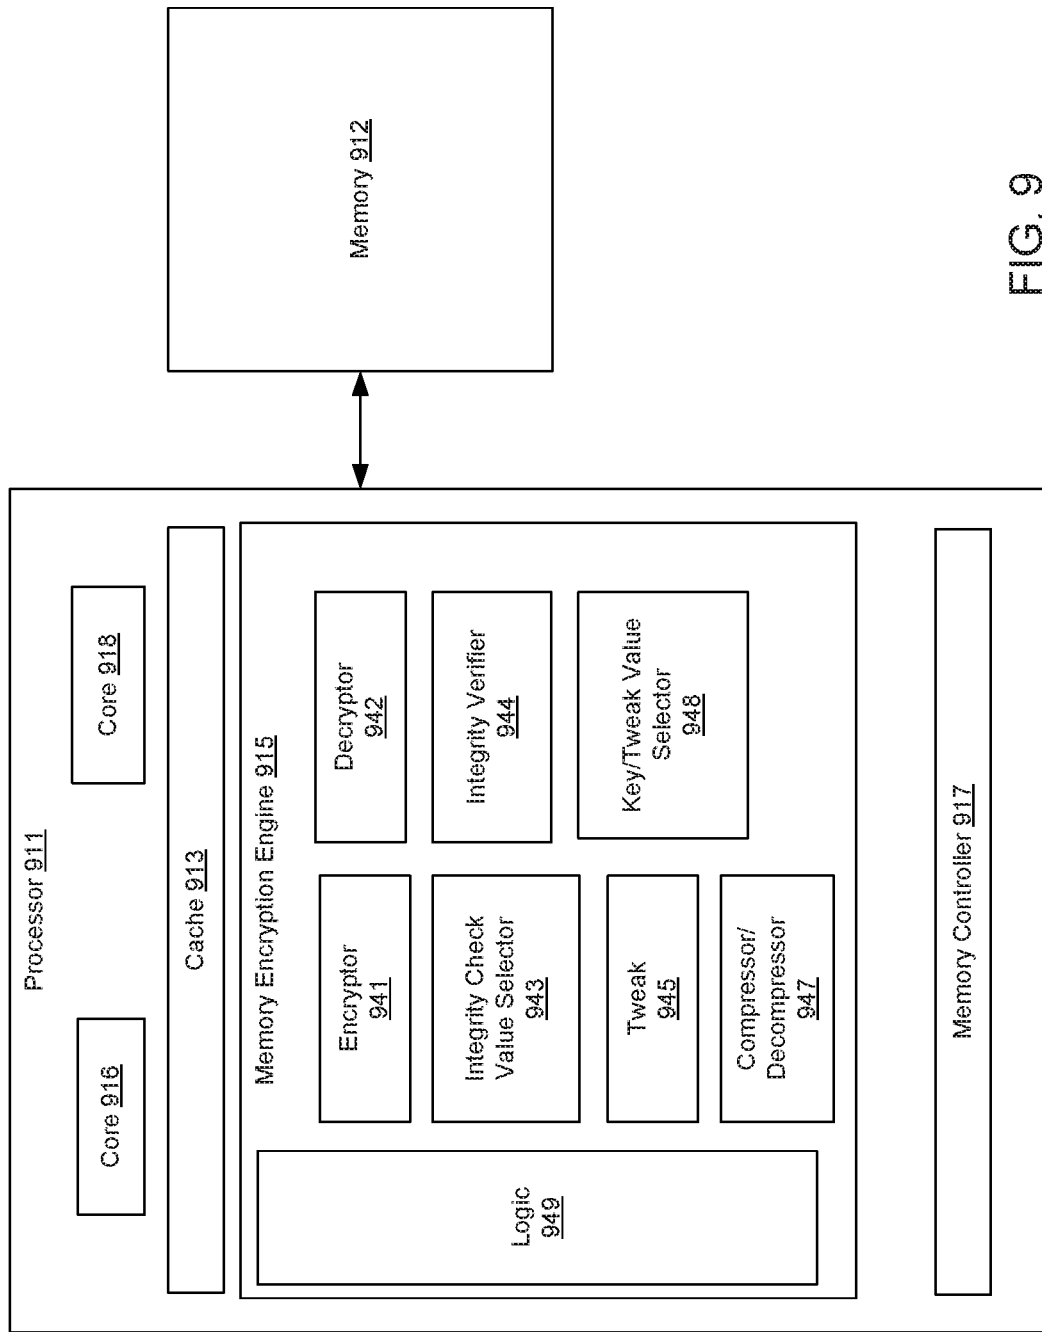 Processor 911
Core 916
Core 918
Cache 913
Memory Encryption Engine 915
Logic
949
Encryptor
941
Decryptor
942
Integrity Check
Value Selector
943
Integrity Verifier
944
Tweak
945
Key/Tweak Value
Selector
948
Compressor/
Decompressor
947
Memory Controller 917
Memory 912
FIG. 9